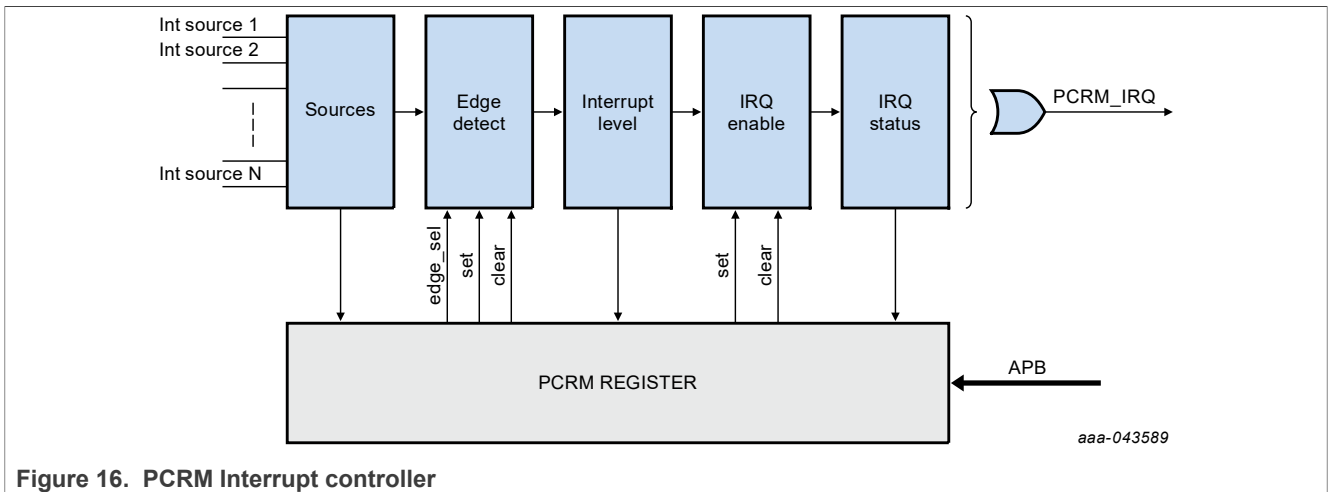 Int source 1
Int source 2
Int source N
Sources
Edge
detect
Interrupt
level
IRQ
enable
IRQ
status
PCRM_IRQ
edge_sel
set
clear
set
clear
PCRM REGISTER
APB
aaa-043589
Figure 16. PCRM Interrupt controller